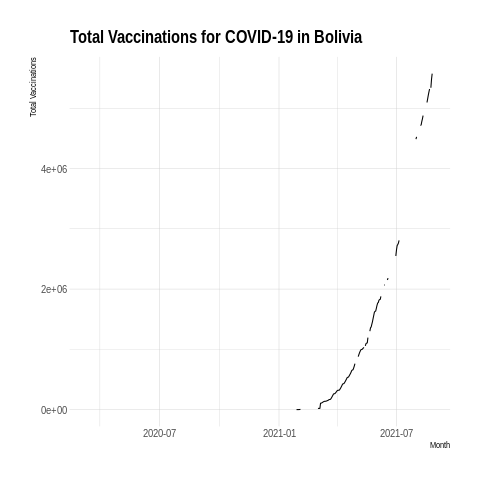 Total Vaccinations for COVID-19 in Bolivia
Total Vaccinations
4e+06
2e+06
0e+00
2020-07 2021-01 2021-07
Month